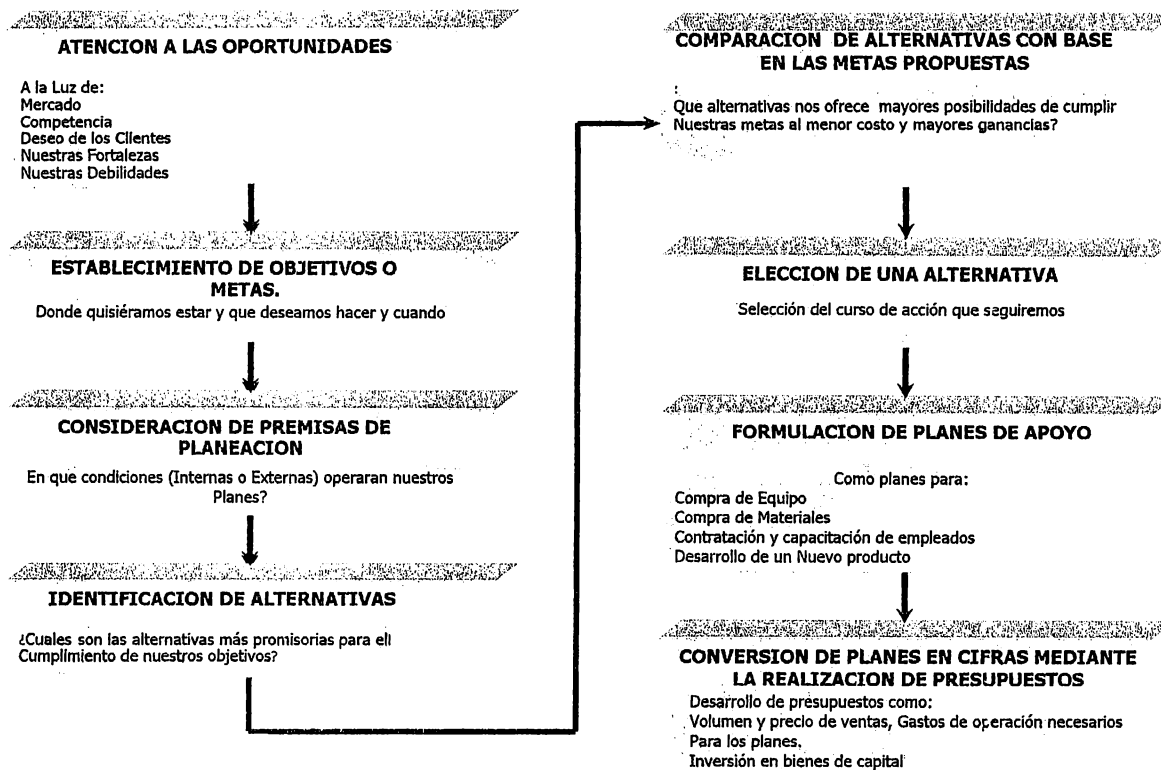 ATENCION A LAS OPORTUNIDADES
A la Luz de:
Mercado
Competencia
Deseo de los Clientes
Nuestras Fortalezas
Nuestras Debilidades
ESTABLECIMIENTO DE OBJETIVOS O
METAS.
Donde quisiéramos estar y que deseamos hacer y cuando
CONSIDERACION DE PREMISAS DE
PLANEACION
En que condiciones (Internas o Externas) operaran nuestros
Planes?
IDENTIFICACION DE ALTERNATIVAS
¿Cuales son las alternativas más promisorias para el
Cumplimiento de nuestros objetivos?
COMPARACION DE ALTERNATIVAS CON BASE
EN LAS METAS PROPUESTAS
:
Que alternativas nos ofrece mayores posibilidades de cumplir
Nuestras metas al menor costo y mayores ganancias?
ELECCION DE UNA ALTERNATIVA
Selección del curso de acción que seguiremos
FORMULACION DE PLANES DE APOYO
Como planes para:
Compra de Equipo
Compra de Materiales
Contratación y capacitación de empleados
Desarrollo de un Nuevo producto
CONVERSION DE PLANES EN CIFRAS MEDIANTE
LA REALIZACION DE PRESUPUESTOS
Desarrollo de presupuestos como:
Volumen y precio de ventas, Gastos de operación necesarios
Para los planes.
Inversión en bienes de capital